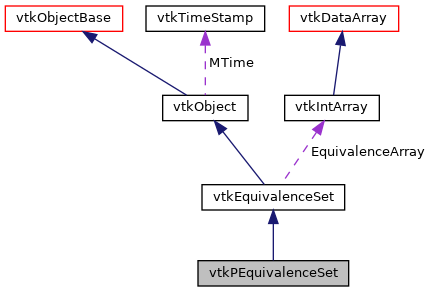 vtkObjectBase
vtkTimeStamp
vtkDataArray
MTime
vtkObject
vtkIntArray
EquivalenceArray
vtkEquivalenceSet
vtkPEquivalenceSet